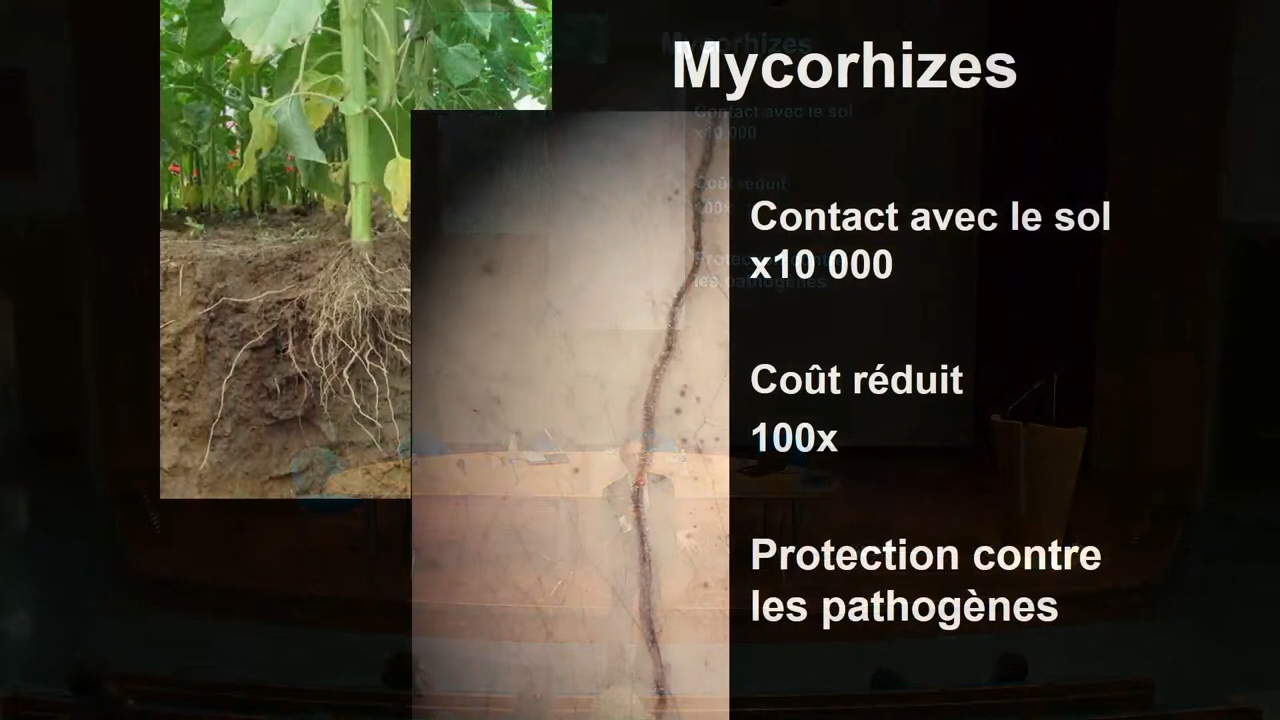 Mycorhizes
Contact avec le sol
x10 000
Coût réduit
100x
Protection contre
les pathogènes